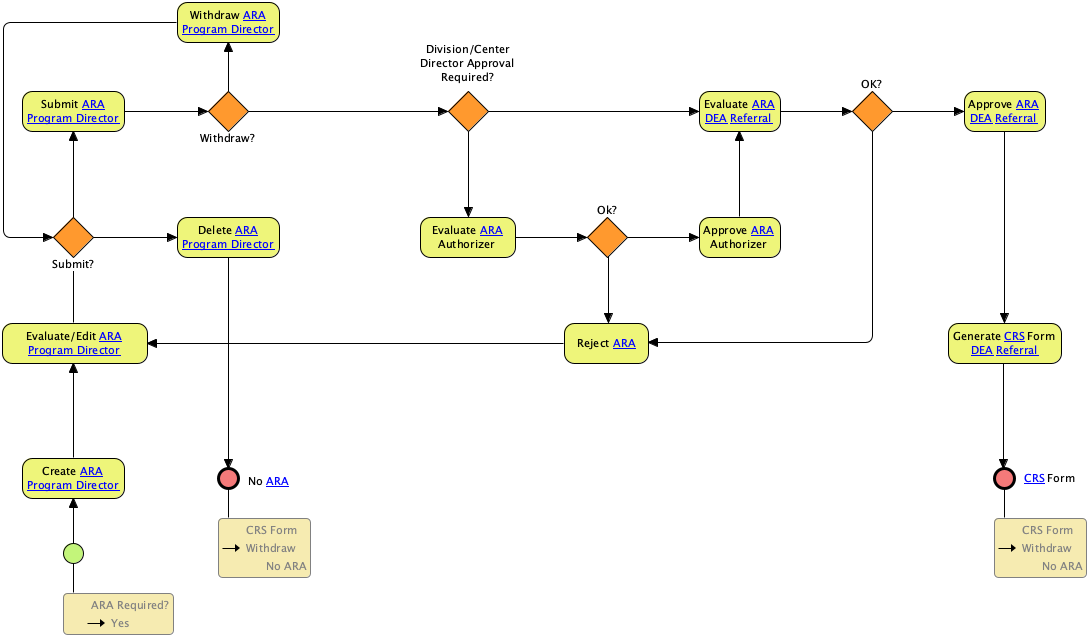 Withdraw ARA
Program Director
Division/Center
Director Approval
Required?
OK?
Submit ARA
Program Director
Withdraw?
Evaluate ARA
DEA Referral
Approve ARA
DEA Referral
Ok?
Delete ARA
Program Director
Submit?
Evaluate ARA
Authorizer
Approve ARA
Authorizer
Evaluate/Edit ARA
Program Director
Reject ARA
Generate CRS Form
DEA Referral
Create ARA
Program Director
No ARA
CRS Form
CRS Form
Withdraw
No ARA
CRS Form
Withdraw
No ARA
ARA Required?
Yes